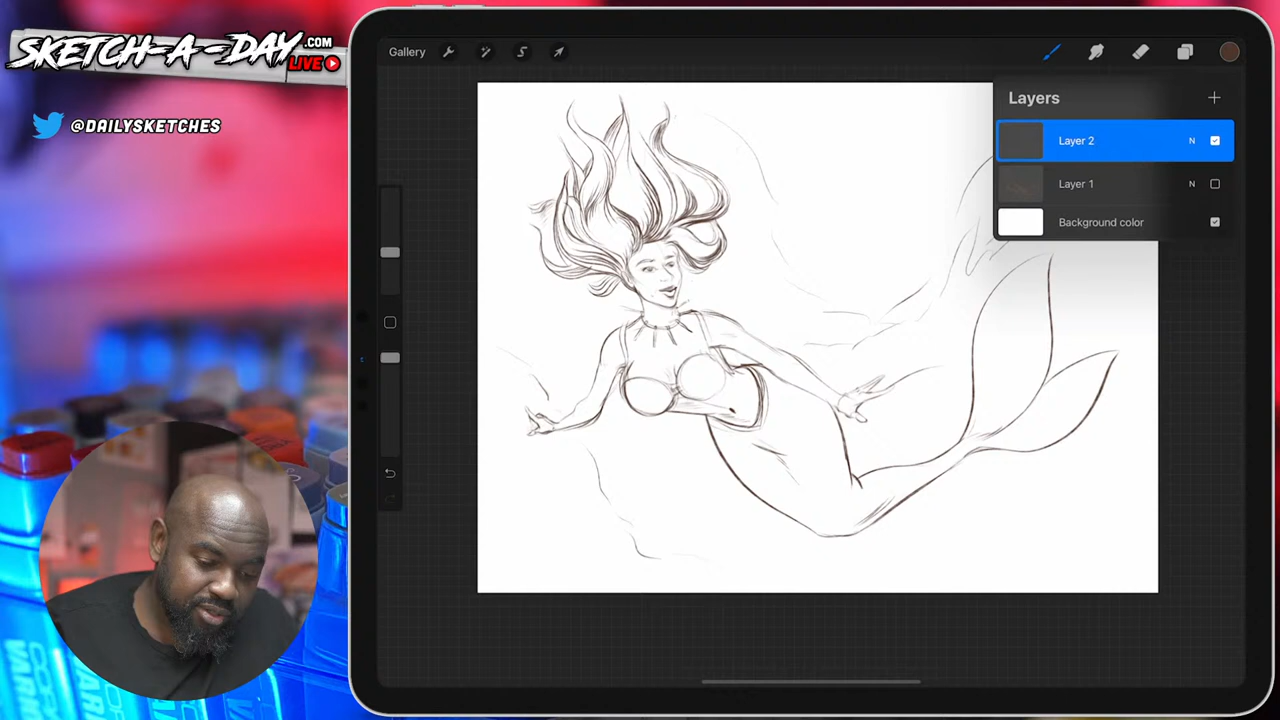 SKETCH-A-DAY.COM
LIVE
@DAILYSKETCHES
Gallery
Layers
Layer 2 N
Layer 1 N
Background color